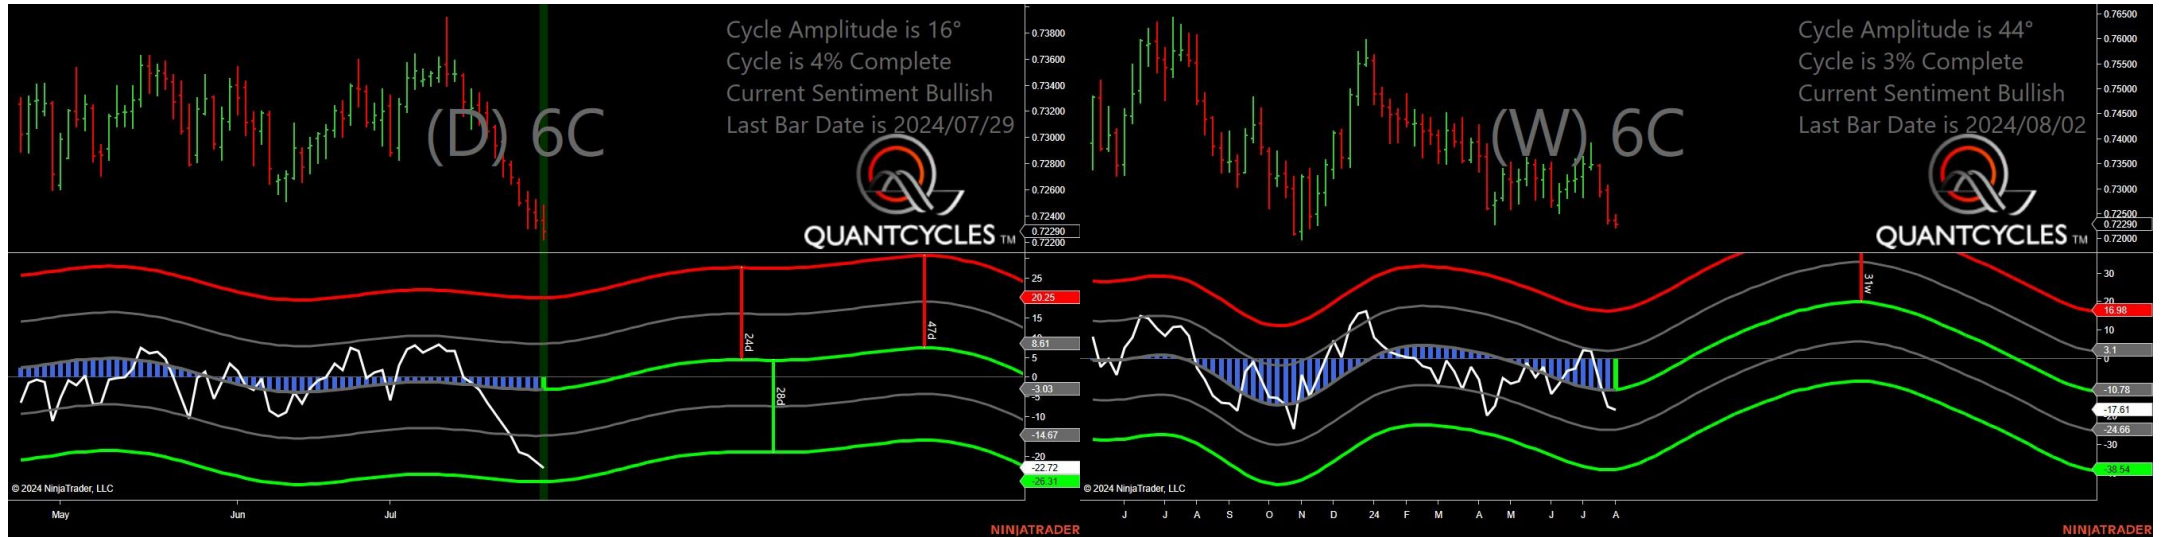 Cycle Amplitude is 16°
Cycle is 4% Complete
Current Sentiment Bullish
Last Bar Date is 2024/07/29
(D) 6C
QUANTCYCLES TM
0.73800
0.73600
0.73400
0.73200
0.73000
0.72800
0.72600
0.72400
0.72290
0.72200
25
20.25
15
8.61
5
0
-3.03
-5
-10
-14.67
-20
-22.72
-26.31
24d
28d
47d
© 2024 NinjaTrader, LLC
May Jun Jul
NINJATRADER
Cycle Amplitude is 44°
Cycle is 3% Complete
Current Sentiment Bullish
Last Bar Date is 2024/08/02
(W) 6C
QUANTCYCLES TM
0.76500
0.76000
0.75500
0.75000
0.74500
0.74000
0.73500
0.73000
0.72500
0.72290
0.72000
30
20
16.98
10
3.1
0
-10.78
-17.61
-24.66
-30
-38.54
31w
© 2024 NinjaTrader, LLC
J J A S O N D 24 F M A M J J A
NINJATRADER